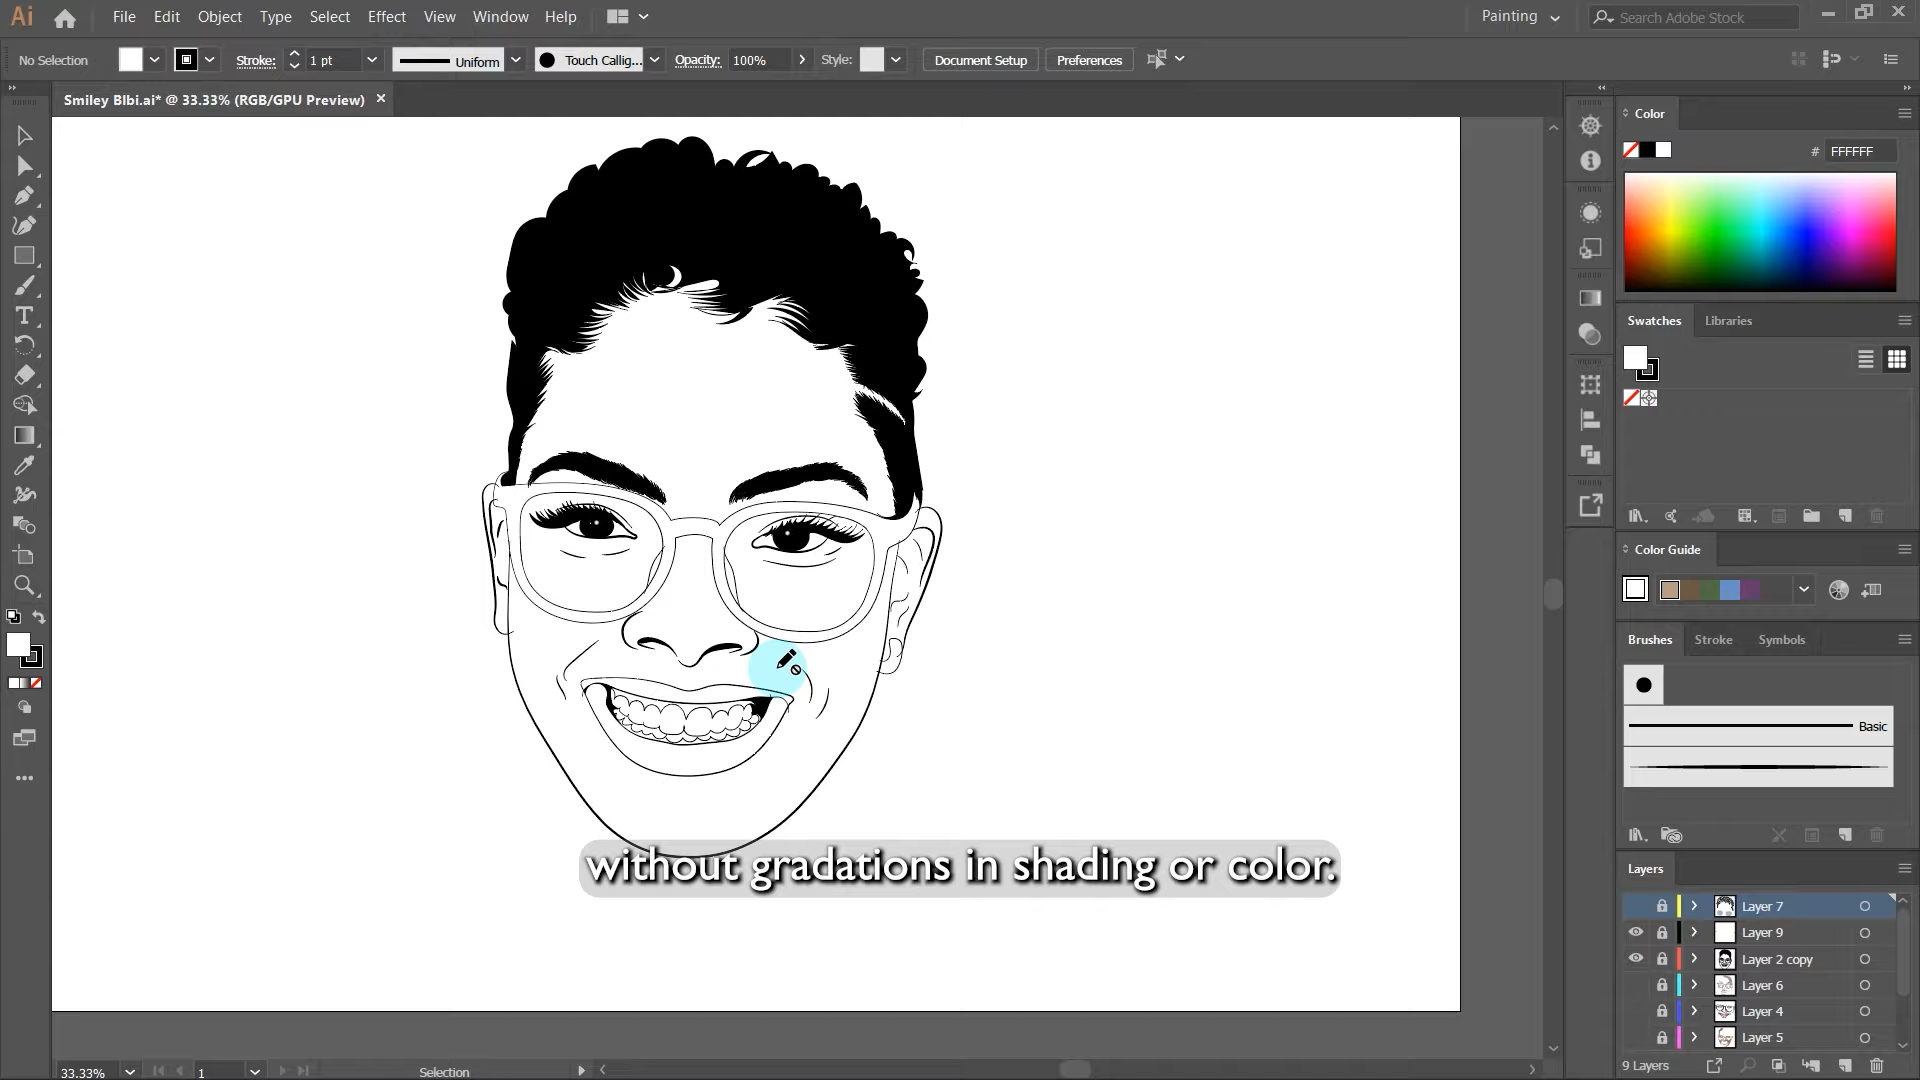 Ai File Edit Object Type Select Effect View Window Help Painting Search Adobe Stock
No Selection Stroke: 1 pt Uniform Touch Callig... Opacity: 100% Style: Document Setup Preferences
Smiley BIbi.ai* @ 33.33% (RGB/GPU Preview)
Color
# FFFFFF
Swatches Libraries
Color Guide
Brushes Stroke Symbols
Basic
without gradations in shading or color.
Layers
Layer 7
Layer 9
Layer 2 copy
Layer 6
Layer 4
Layer 5
9 Layers
33.33% 1 Selection